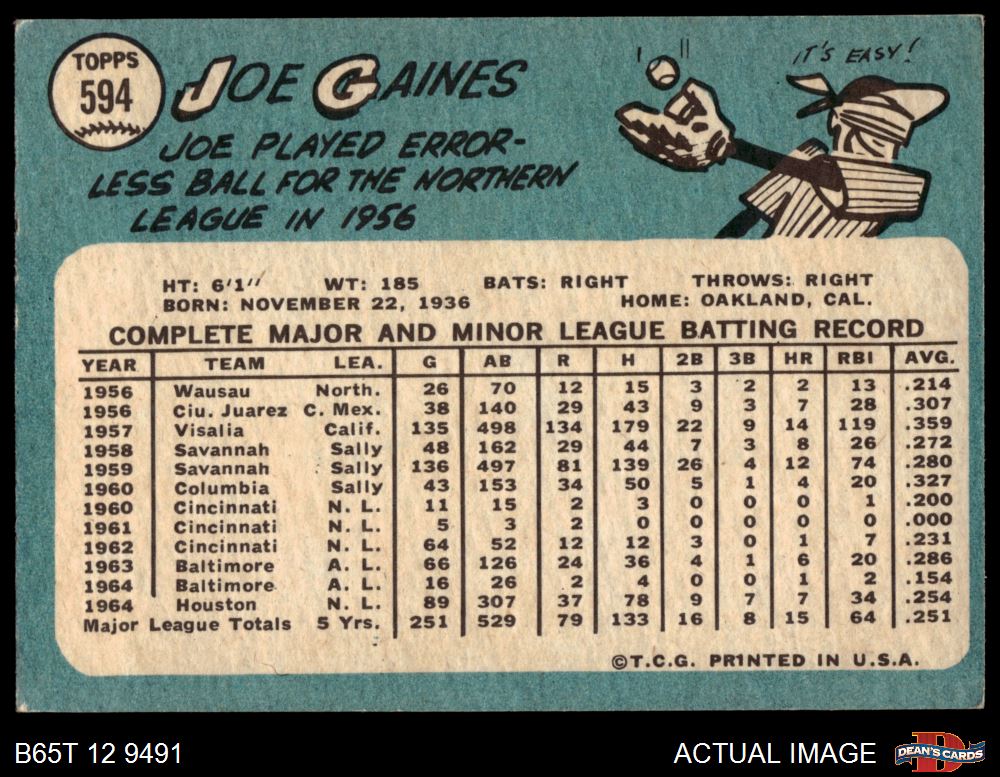 TOPPS
594
JOE GAINES
IT'S EASY!
JOE PLAYED ERROR-
LESS BALL FOR THE NORTHERN
LEAGUE IN 1956
HT: 6'1" WT: 185 BATS: RIGHT THROWS: RIGHT
BORN: NOVEMBER 22, 1936 HOME: OAKLAND, CAL.
COMPLETE MAJOR AND MINOR LEAGUE BATTING RECORD
YEAR TEAM LEA. G AB R H 2B 3B HR RBI AVG.
1956 Wausau North. 26 70 12 15 3 2 2 13 .214
1956 Ciu. Juarez C. Mex. 38 140 29 43 9 3 7 28 .307
1957 Visalia Calif. 135 498 134 179 22 9 14 119 .359
1958 Savannah Sally 48 162 29 44 7 3 8 26 .272
1959 Savannah Sally 136 497 81 139 26 4 12 74 .280
1960 Columbia Sally 43 153 34 50 5 1 4 20 .327
1960 Cincinnati N. L. 11 15 2 3 0 0 0 1 .200
1961 Cincinnati N. L. 5 3 2 0 0 0 0 0 .000
1962 Cincinnati N. L. 64 52 12 12 3 0 1 7 .231
1963 Baltimore A. L. 66 126 24 36 4 1 6 20 .286
1964 Baltimore A. L. 16 26 2 4 0 0 1 2 .154
1964 Houston N. L. 89 307 37 78 9 7 7 34 .254
Major League Totals 5 Yrs. 251 529 79 133 16 8 15 64 .251
©T.C.G. PRINTED IN U.S.A.
B65T 12 9491 ACTUAL IMAGE
DEAN'S CARDS